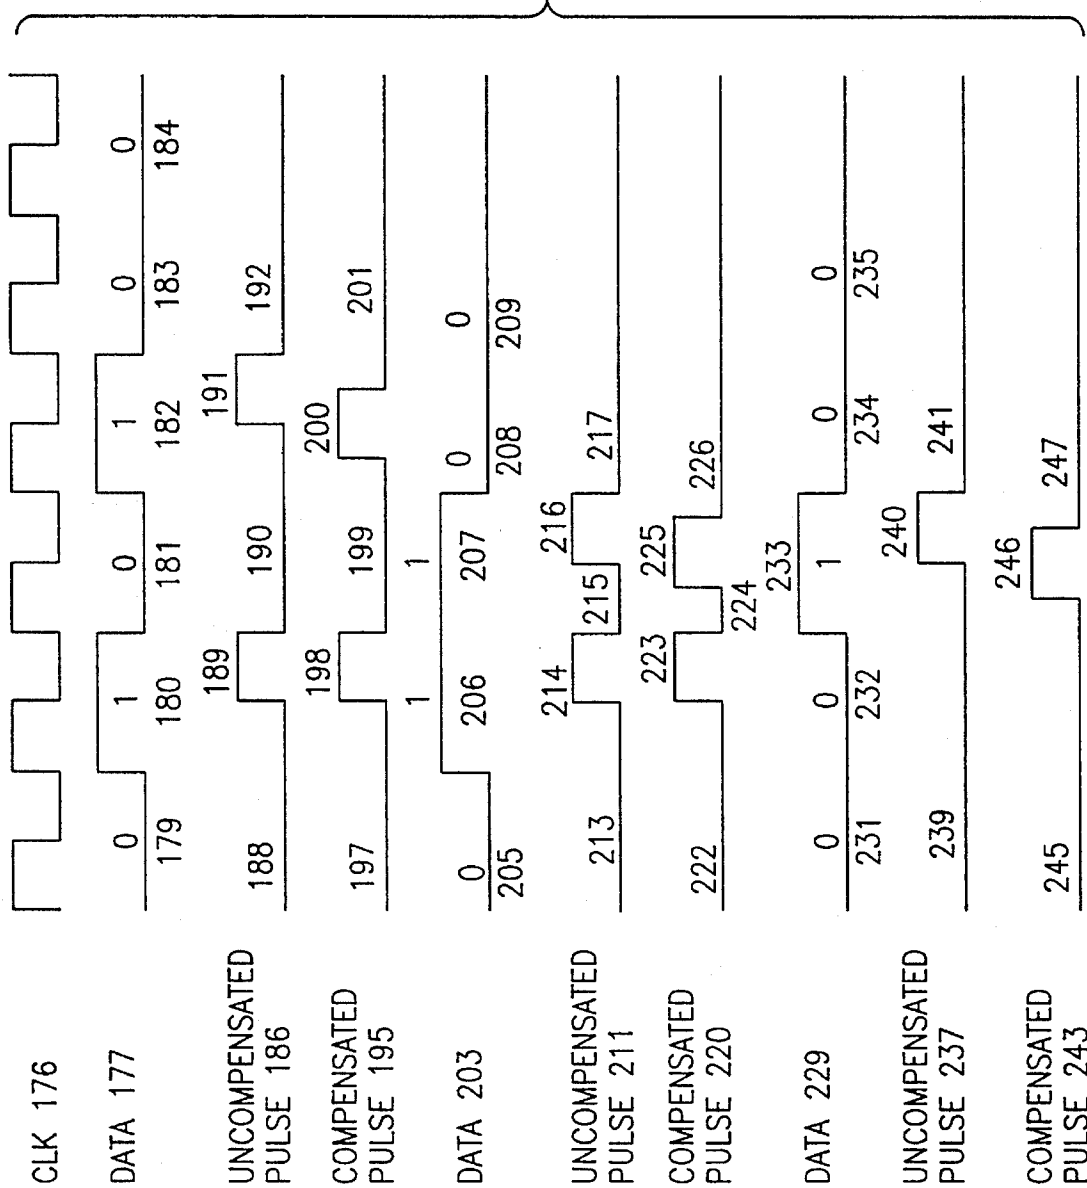 CLK 176
DATA 177
0 1 0 1 0 0
179 180 181 182 183 184
UNCOMPENSATED
PULSE 186
188 189 190 191 192
COMPENSATED
PULSE 195
197 198 199 200 201
DATA 203
0 1 1 0 0
205 206 207 208 209
UNCOMPENSATED
PULSE 211
213 214 215 216 217
COMPENSATED
PULSE 220
222 223 224 225 226
DATA 229
0 0 1 0 0
231 232 233 234 235
UNCOMPENSATED
PULSE 237
239 240 241
COMPENSATED
PULSE 243
245 246 247